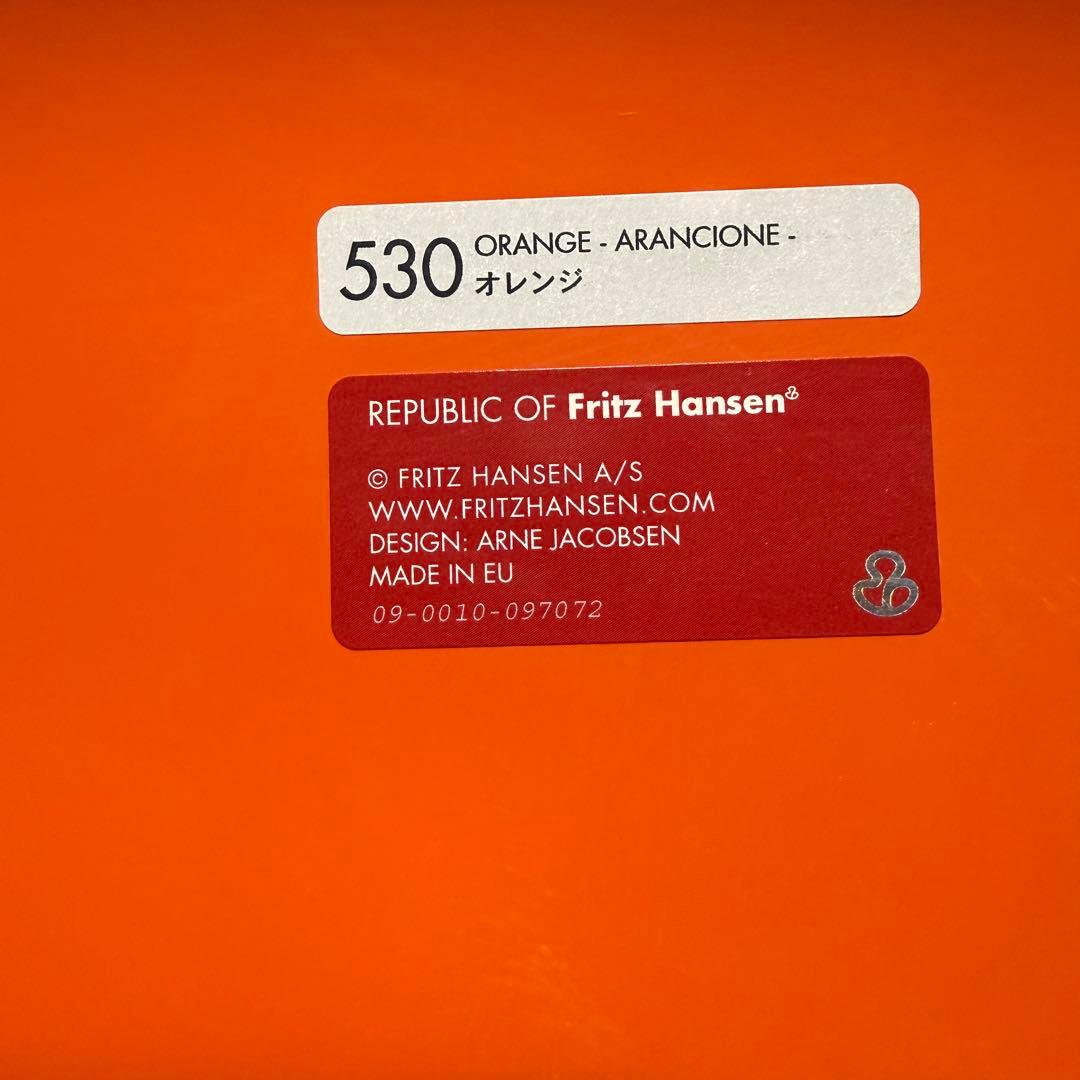 530 ORANGE - ARANCIONE -
オレンジ
REPUBLIC OF Fritz Hansen
© FRITZ HANSEN A/S
WWW.FRITZHANSEN.COM
DESIGN: ARNE JACOBSEN
MADE IN EU
09-0010-097072